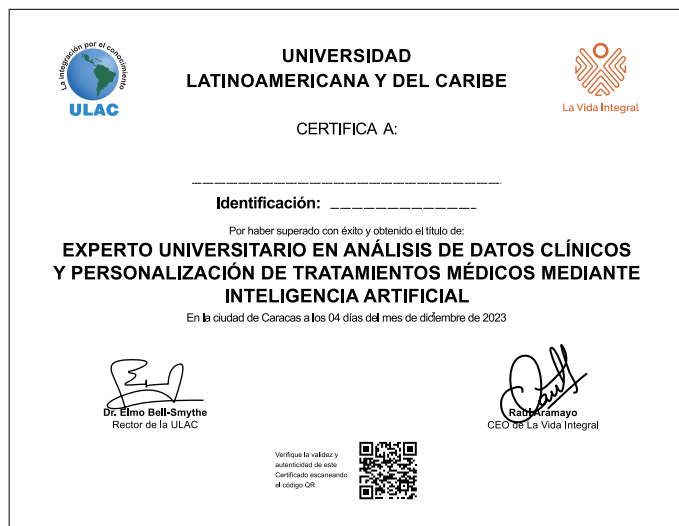 La integración por el conocimiento
ULAC
UNIVERSIDAD
LATINOAMERICANA Y DEL CARIBE
La Vida Integral
CERTIFICA A:
Identificación:
Por haber superado con éxito y obtenido el título de:
EXPERTO UNIVERSITARIO EN ANÁLISIS DE DATOS CLÍNICOS
Y PERSONALIZACIÓN DE TRATAMIENTOS MÉDICOS MEDIANTE
INTELIGENCIA ARTIFICIAL
En la ciudad de Caracas a los 04 días del mes de diciembre de 2023
Dr. Elmo Bell-Smythe
Rector de la ULAC
Raúl Aramayo
CEO de La Vida Integral
Verifique la validez y
autenticidad de este
Certificado escaneando
el código QR